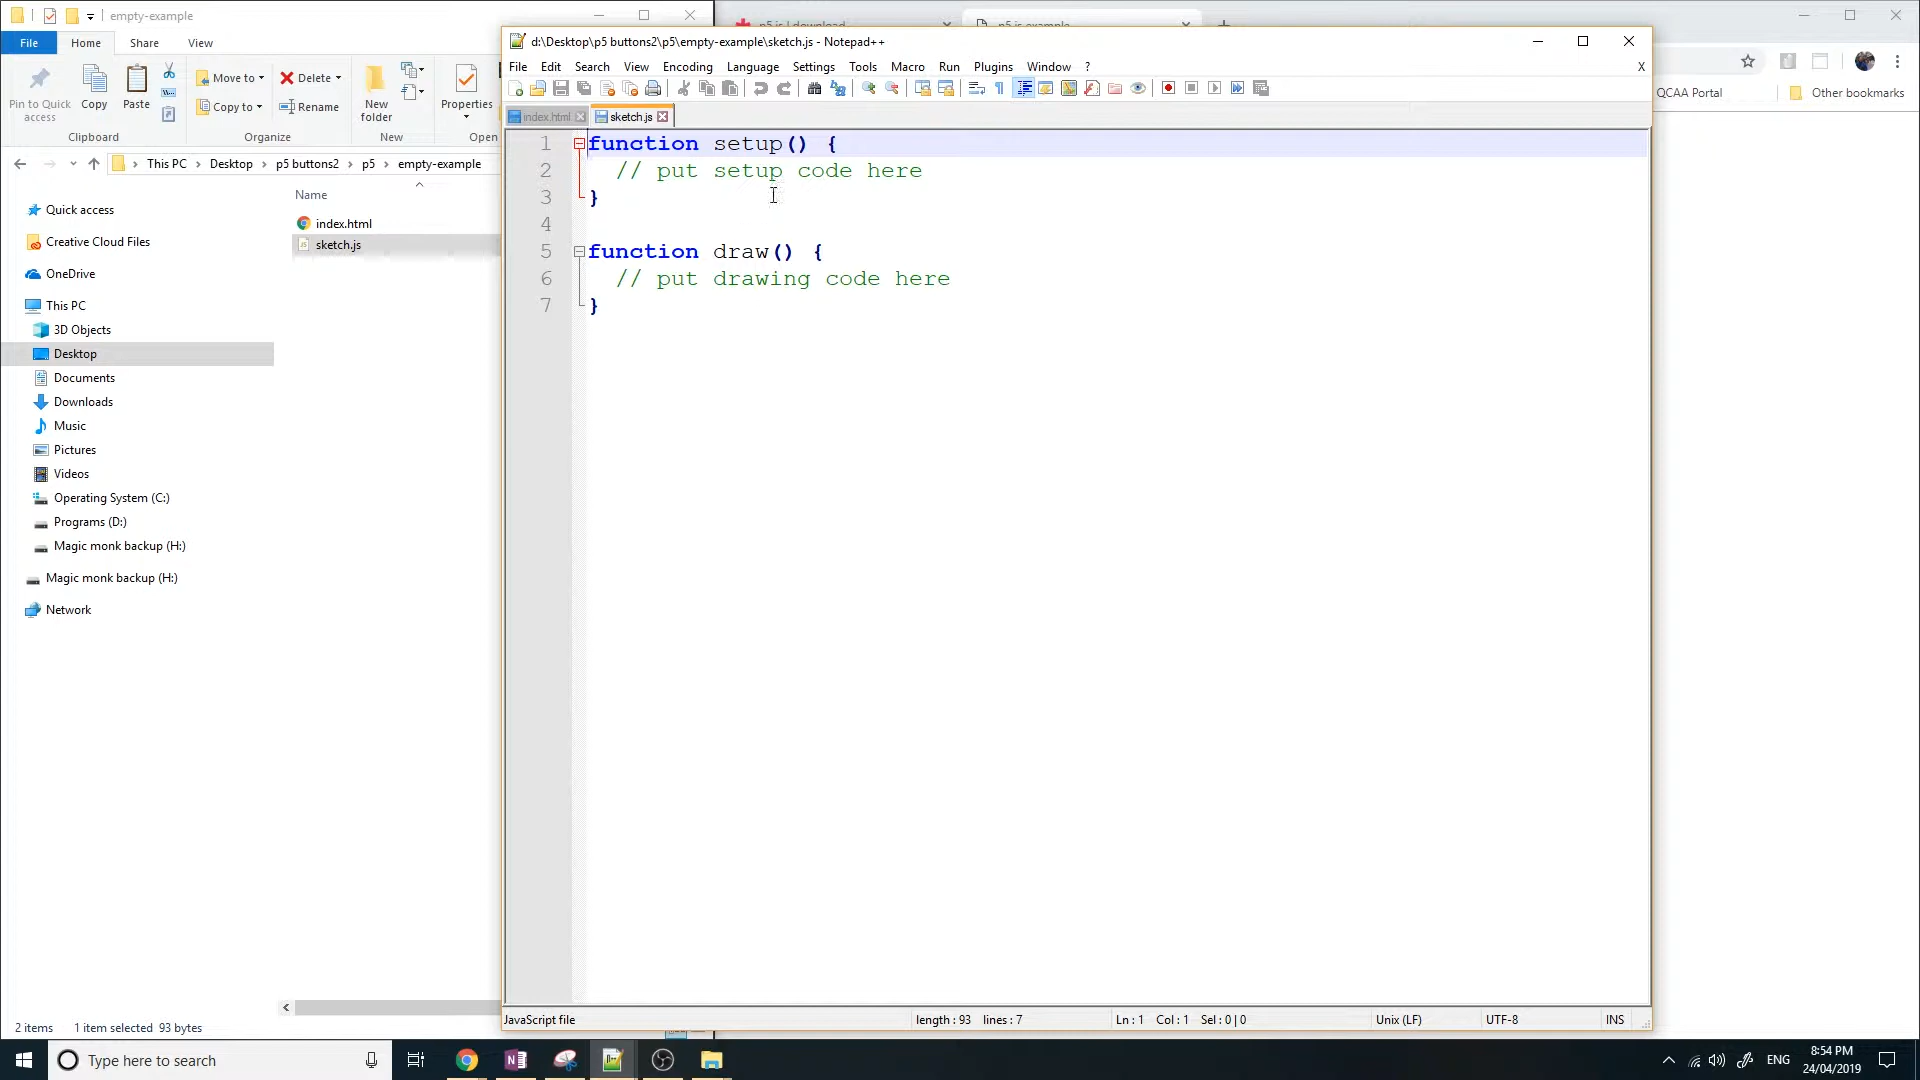 empty-example
File Home Share View
Pin to Quick access
Copy
Paste
Clipboard
Move to
Copy to
Delete
Rename
Organize
New folder
New
Properties
Open
This PC > Desktop > p5 buttons2 > p5 > empty-example
Name
index.html
sketch.js
Quick access
Creative Cloud Files
OneDrive
This PC
3D Objects
Desktop
Documents
Downloads
Music
Pictures
Videos
Operating System (C:)
Programs (D:)
Magic monk backup (H:)
Magic monk backup (H:)
Network
2 items 1 item selected 93 bytes
d:\Desktop\p5 buttons2\p5\empty-example\sketch.js - Notepad++
File Edit Search View Encoding Language Settings Tools Macro Run Plugins Window ? X
index.html sketch.js
1 function setup() {
2 // put setup code here
3 }
4
5 function draw() {
6 // put drawing code here
7 }
JavaScript file length : 93 lines : 7 Ln : 1 Col : 1 Sel : 0 | 0 Unix (LF) UTF-8 INS
QCAA Portal Other bookmarks
Type here to search
ENG
8:54 PM
24/04/2019